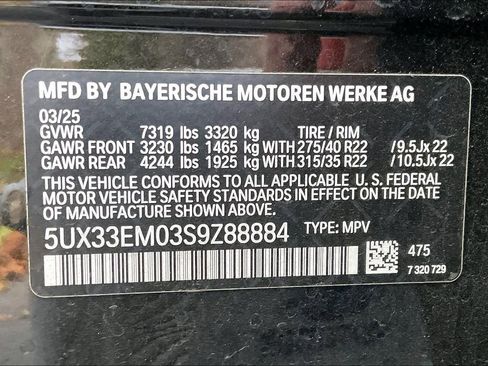 MFD BY BAYERISCHE MOTOREN WERKE AG
03/25
GVWR 7319 lbs 3320 kg TIRE / RIM
GAWR FRONT 3230 lbs 1465 kg WITH 275/40 R22 /9.5Jx 22
GAWR REAR 4244 lbs 1925 kg WITH 315/35 R22 /10.5Jx 22
THIS VEHICLE CONFORMS TO ALL APPLICABLE U. S. FEDERAL
MOTOR VEHICLE SAFETY STANDARDS IN EFFECT ON THE DATE
OF MANUFACTURE SHOWN ABOVE.
5UX33EM03S9Z88884 TYPE: MPV
475
7 320 729